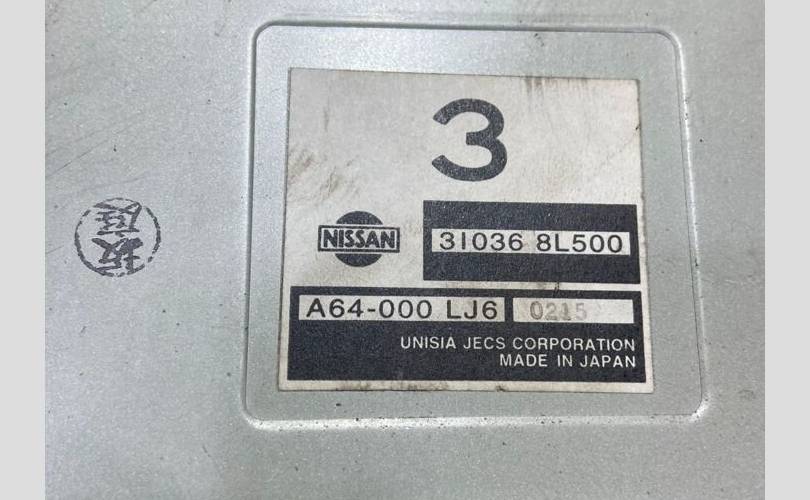 3
NISSAN
31036 8L500
A64-000 LJ6 0215
UNISIA JECS CORPORATION
MADE IN JAPAN